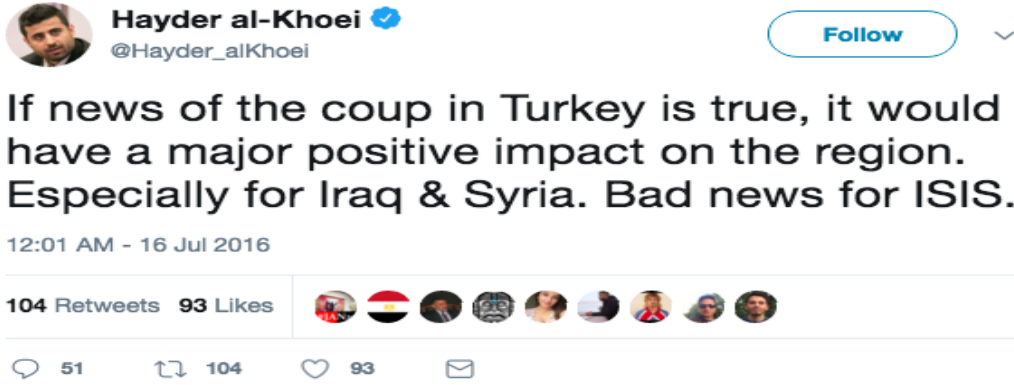 Hayder al-Khoei
@Hayder_alKhoei
Follow
If news of the coup in Turkey is true, it would
have a major positive impact on the region.
Especially for Iraq & Syria. Bad news for ISIS.
12:01 AM - 16 Jul 2016
104 Retweets 93 Likes
51 104 93